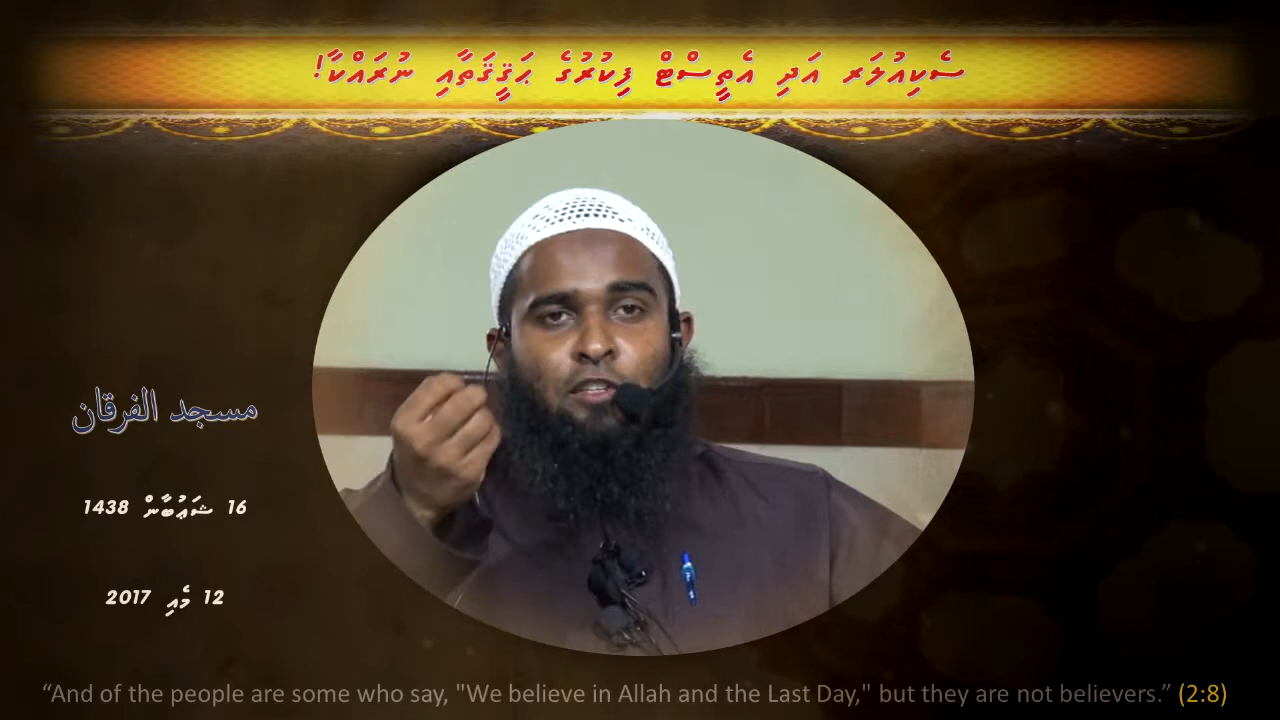 ސެކިއުލަރ އަދި އެތީސްޓް ފިކުރުގެ ޙަޤީޤަތާއި ނުރައްކާ!
مسجد الفرقان
16 ޝަޢުބާން 1438
12 މެއި 2017
“And of the people are some who say, "We believe in Allah and the Last Day," but they are not believers.” (2:8)